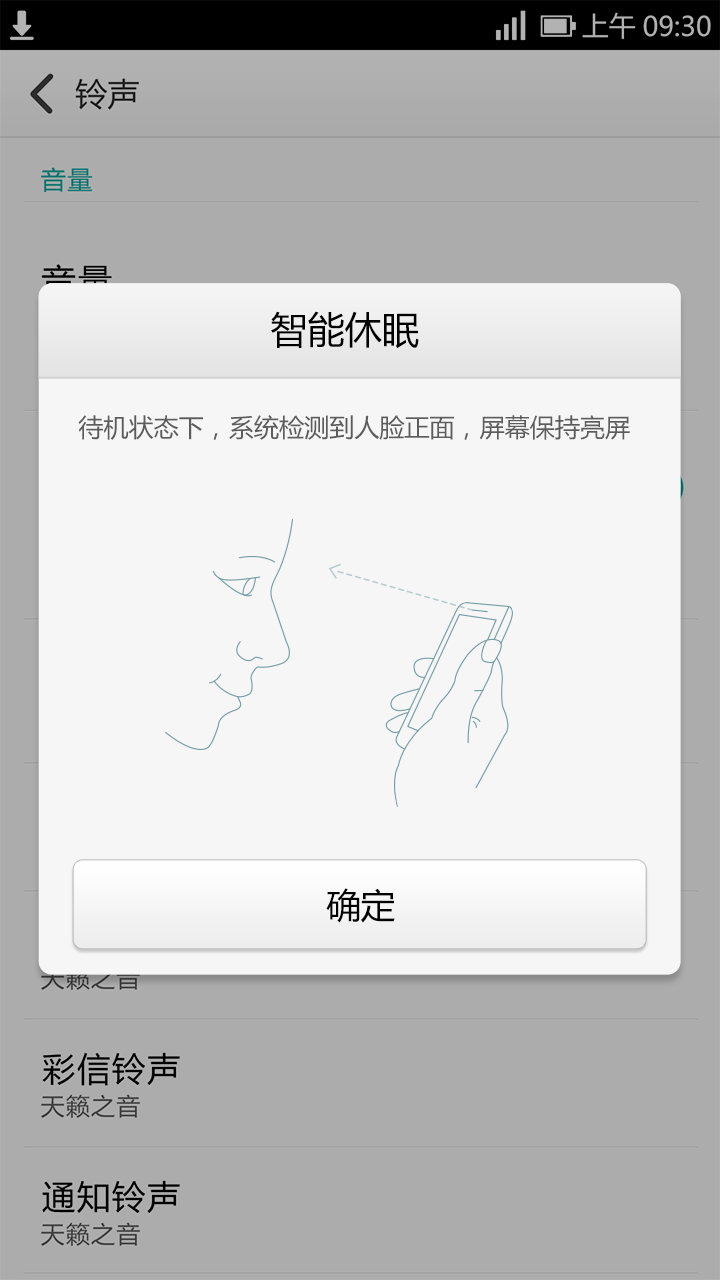 上午 09:30
铃声
音量
音量
智能休眠
待机状态下，系统检测到人脸正面，屏幕保持亮屏
确定
天籁之音
彩信铃声
天籁之音
通知铃声
天籁之音